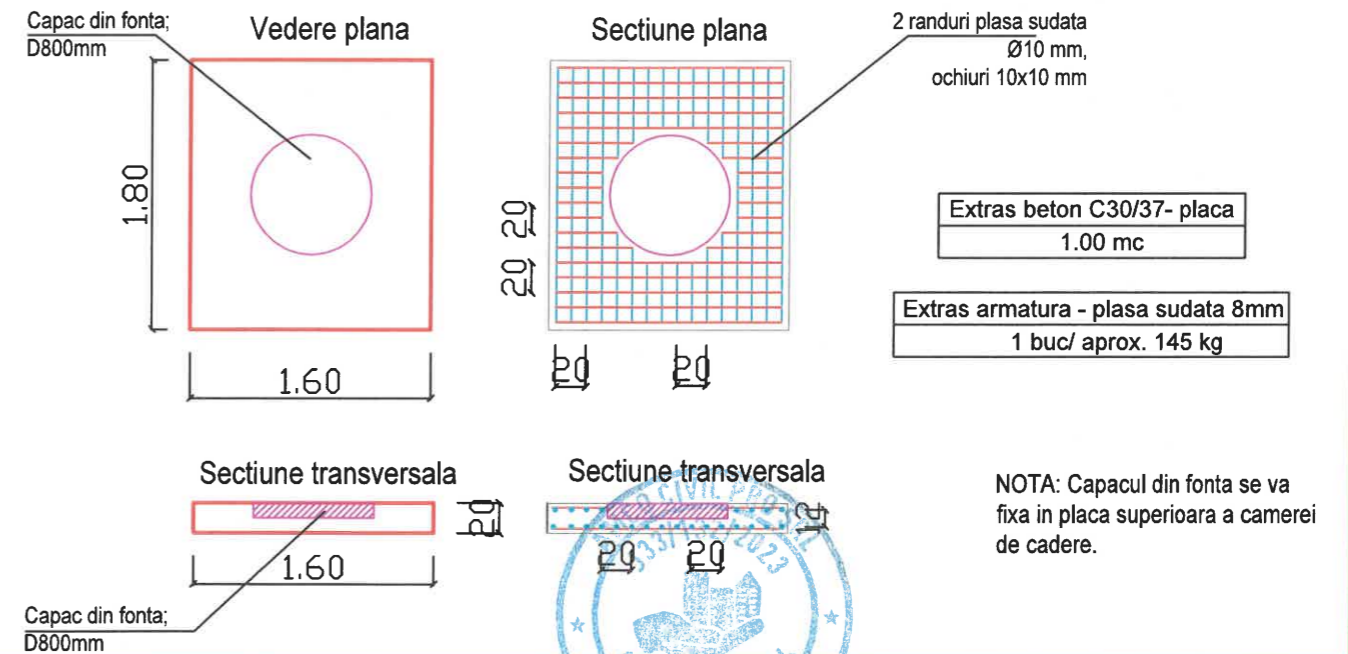 Capac din fonta;
D800mm
Vedere plana
Sectiune plana
2 randuri plasa sudata
Ø10 mm,
ochiuri 10x10 mm
1.80
1.60
20
20
20
20
Extras beton C30/37- placa
1.00 mc
Extras armatura - plasa sudata 8mm
1 buc/ aprox. 145 kg
Sectiune transversala
20
1.60
Capac din fonta;
D800mm
Sectiune transversala
12
20
20
NOTA: Capacul din fonta se va
fixa in placa superioara a camerei
de cadere.